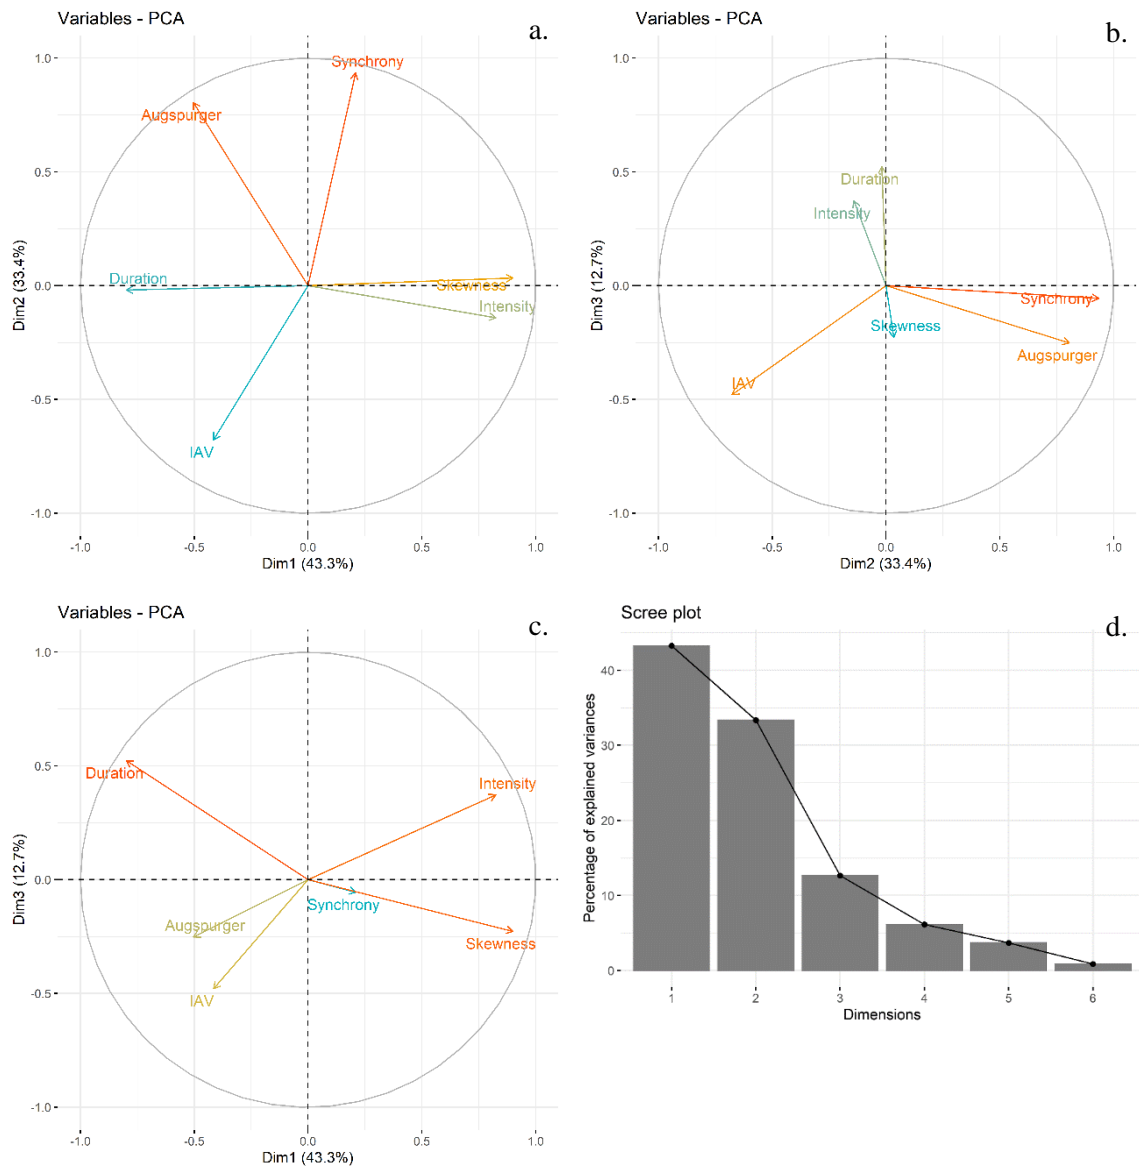 Variables - PCA
a.
1.0
0.5
0.0
-0.5
-1.0
Dim2 (33.4%)
Synchrony
Augspurger
Duration
Skewness
Intensity
IAV
-1.0 -0.5 0.0 0.5 1.0
Dim1 (43.3%)
Variables - PCA
b.
1.0
0.5
0.0
-0.5
-1.0
Dim3 (12.7%)
Duration
Intensity
Synchrony
Skewness
Augspurger
IAV
-1.0 -0.5 0.0 0.5 1.0
Dim2 (33.4%)
Variables - PCA
c.
1.0
0.5
0.0
-0.5
-1.0
Dim3 (12.7%)
Duration
Intensity
Synchrony
Augspurger
Skewness
IAV
-1.0 -0.5 0.0 0.5 1.0
Dim1 (43.3%)
Scree plot
d.
40
30
20
10
0
Percentage of explained variances
1 2 3 4 5 6
Dimensions